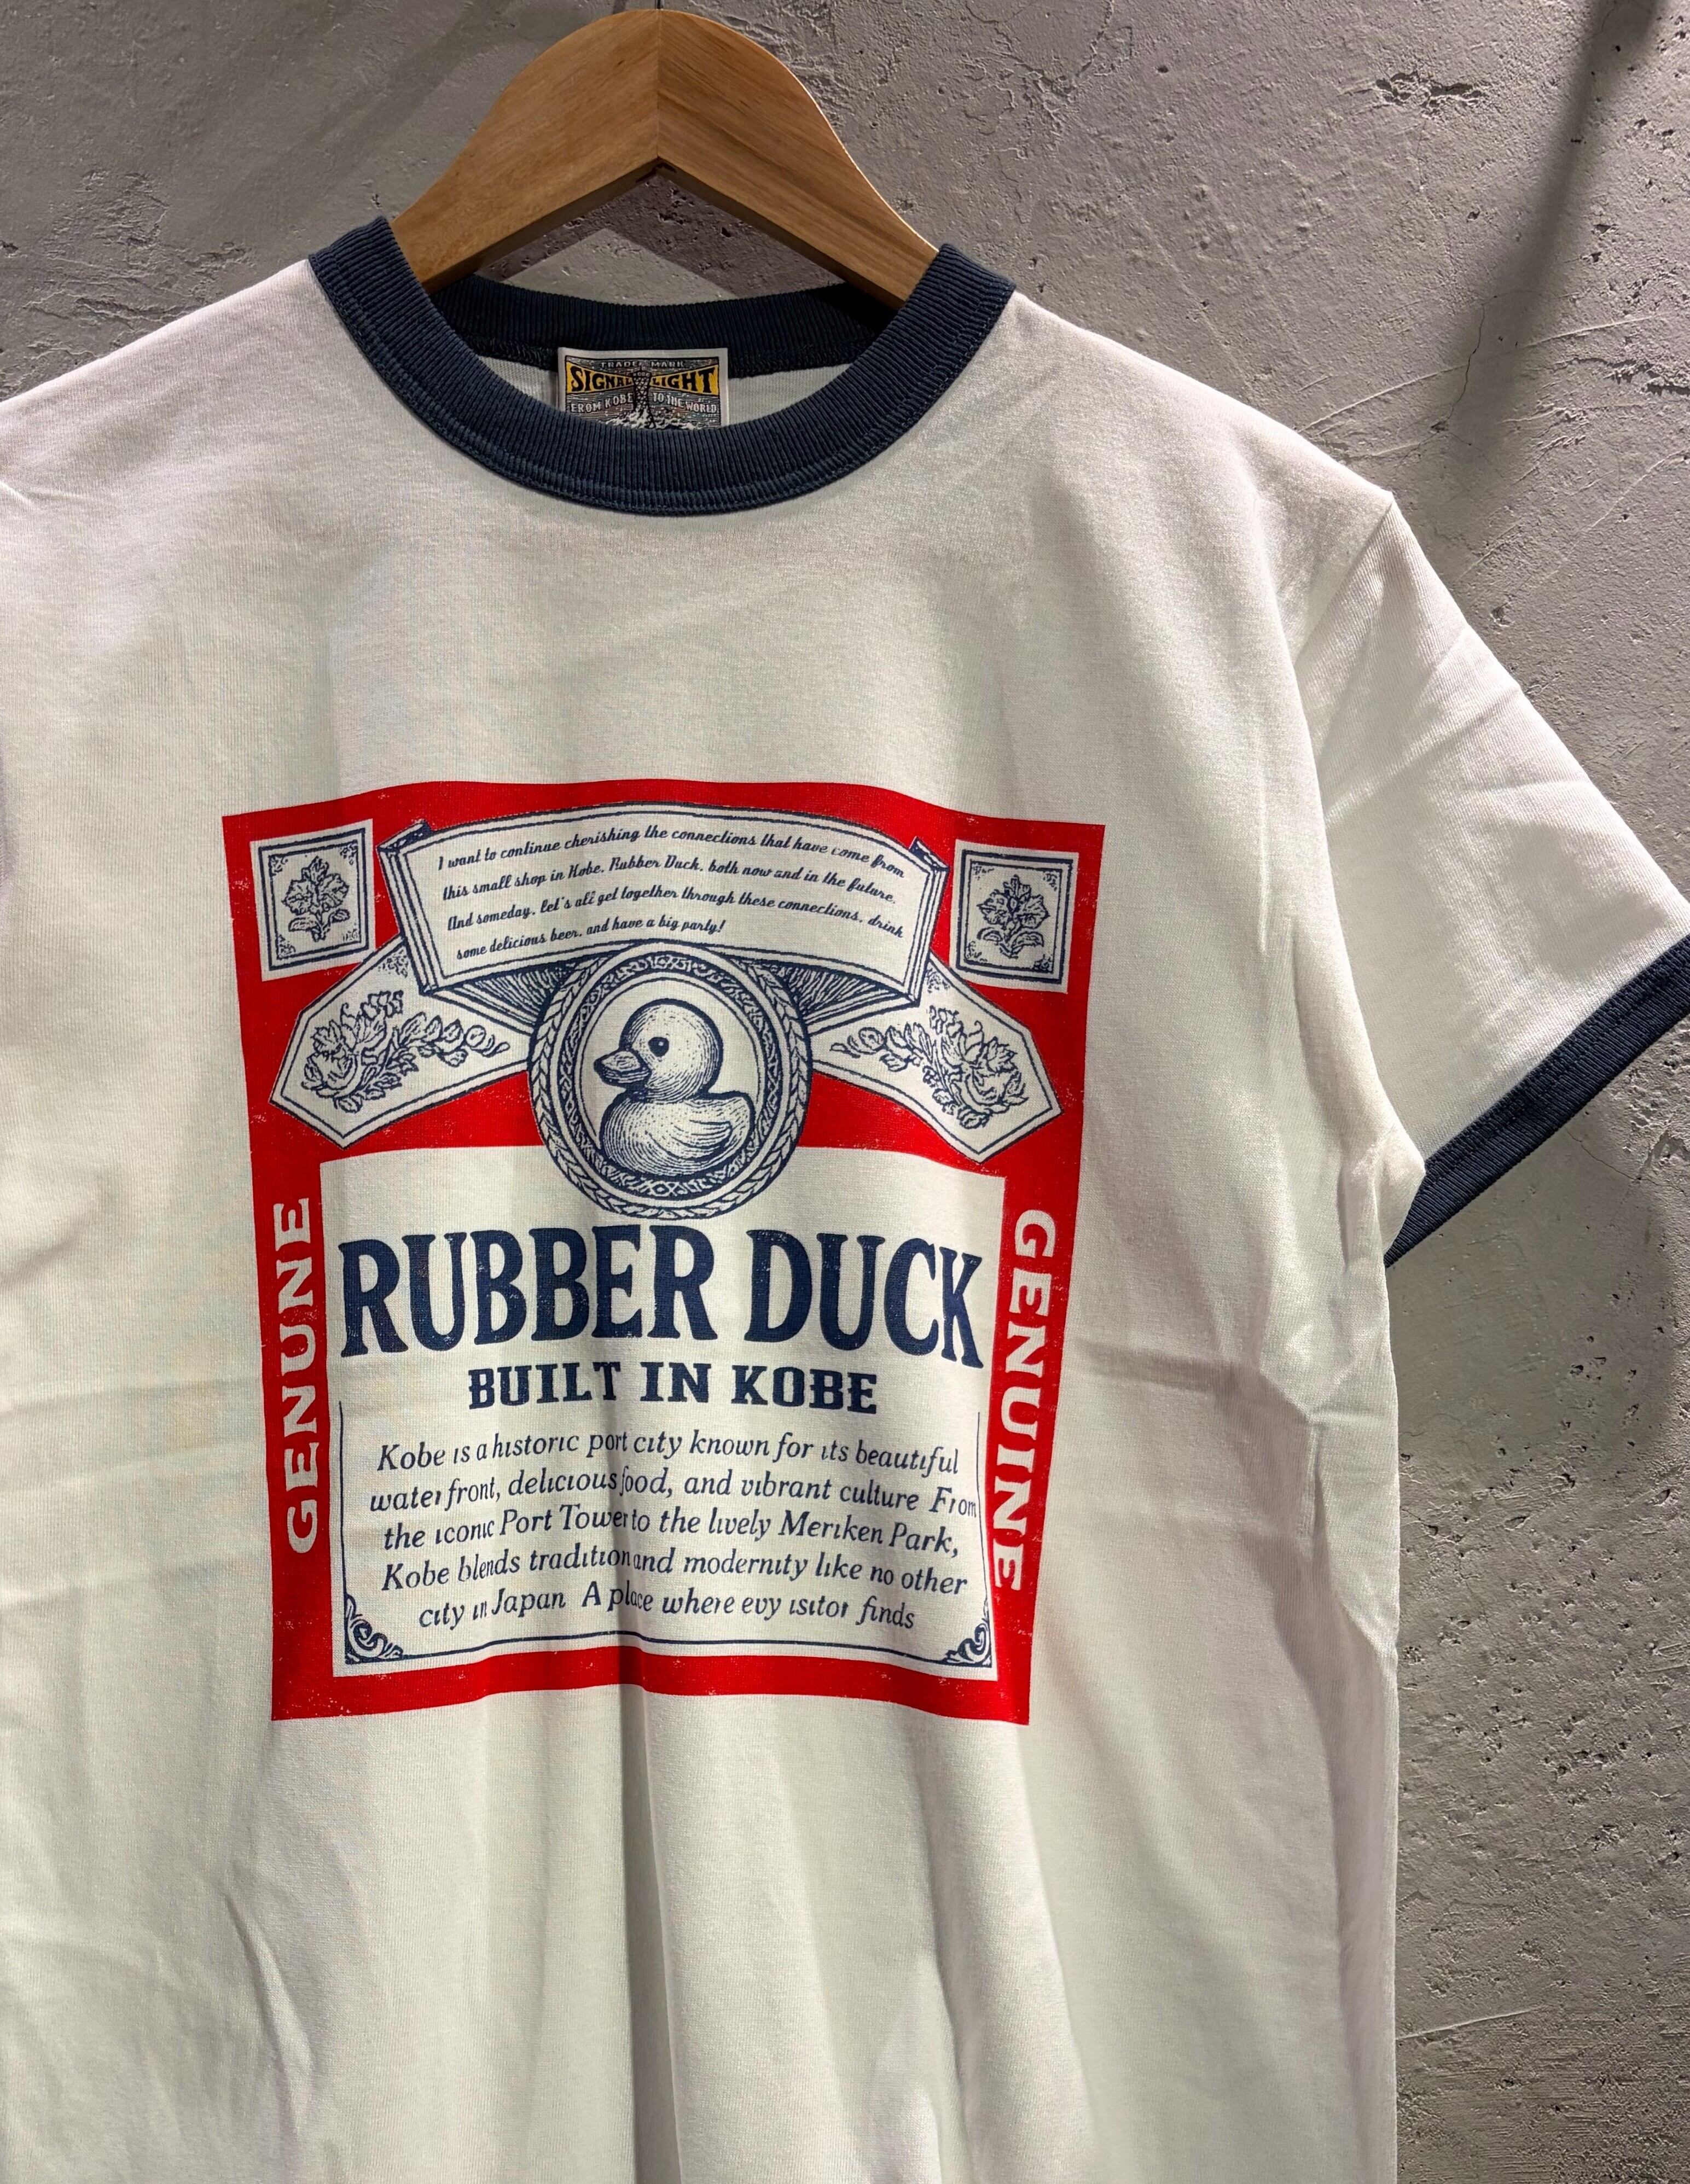 TRADE MARK
SIGNAL LIGHT
FROM KOBE TO THE WORLD
I want to continue cherishing the connections that have come from
this small shop in Kobe. Rubber Duck, both now and in the future.
And someday, let's all get together through these connections, drink
some delicious beer, and have a big party!
GENUNE
GENUINE
RUBBER DUCK
BUILT IN KOBE
Kobe is a historic port city known for its beautiful
waterfront, delicious food, and vibrant culture From
the iconic Port Tower to the lively Meriken Park,
Kobe blends tradition and modernity like no other
city in Japan A place where evy isitor finds